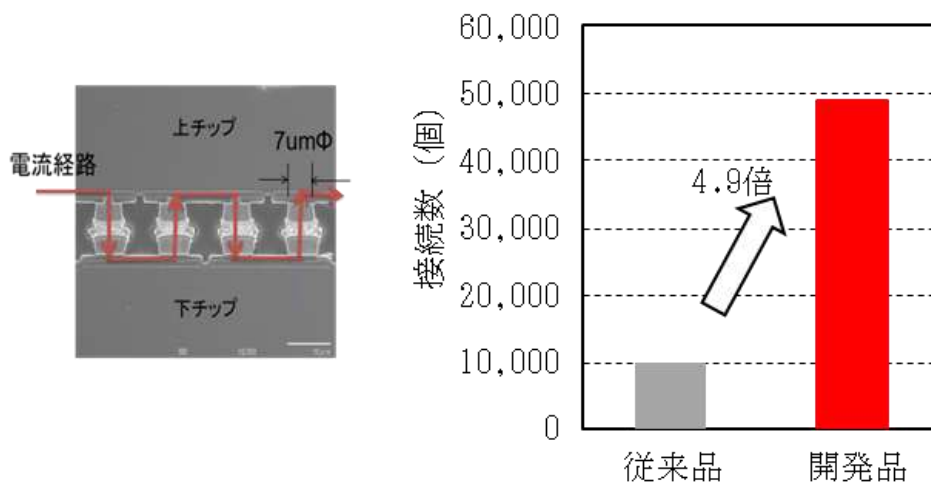 上チップ
7umΦ
電流経路
下チップ
60,000
50,000
40,000
30,000
20,000
10,000
0
接続数 (個)
4.9倍
従来品
開発品